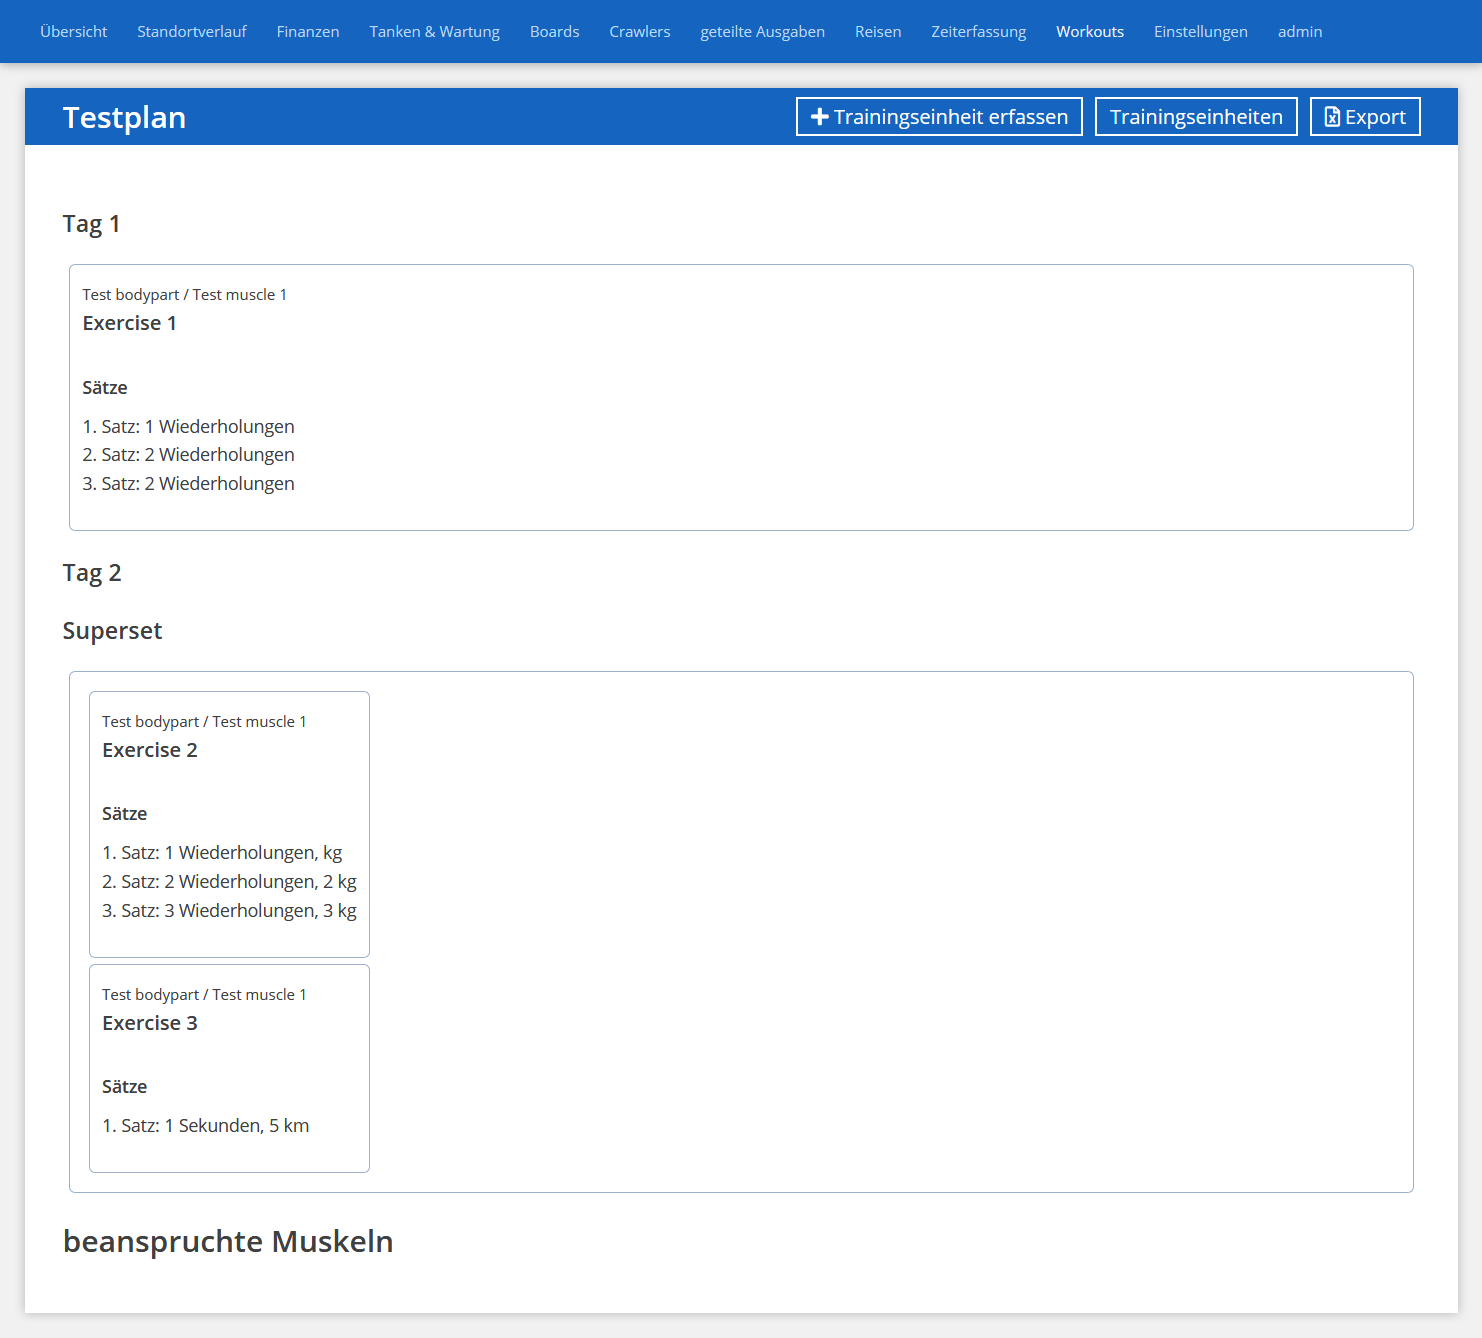 Übersicht Standortverlauf Finanzen Tanken & Wartung Boards Crawlers geteilte Ausgaben Reisen Zeiterfassung Workouts Einstellungen admin
Testplan Trainingseinheit erfassen Trainingseinheiten Export
Tag 1
Test bodypart / Test muscle 1
Exercise 1
Sätze
1. Satz: 1 Wiederholungen
2. Satz: 2 Wiederholungen
3. Satz: 2 Wiederholungen
Tag 2
Superset
Test bodypart / Test muscle 1
Exercise 2
Sätze
1. Satz: 1 Wiederholungen, kg
2. Satz: 2 Wiederholungen, 2 kg
3. Satz: 3 Wiederholungen, 3 kg
Test bodypart / Test muscle 1
Exercise 3
Sätze
1. Satz: 1 Sekunden, 5 km
beanspruchte Muskeln